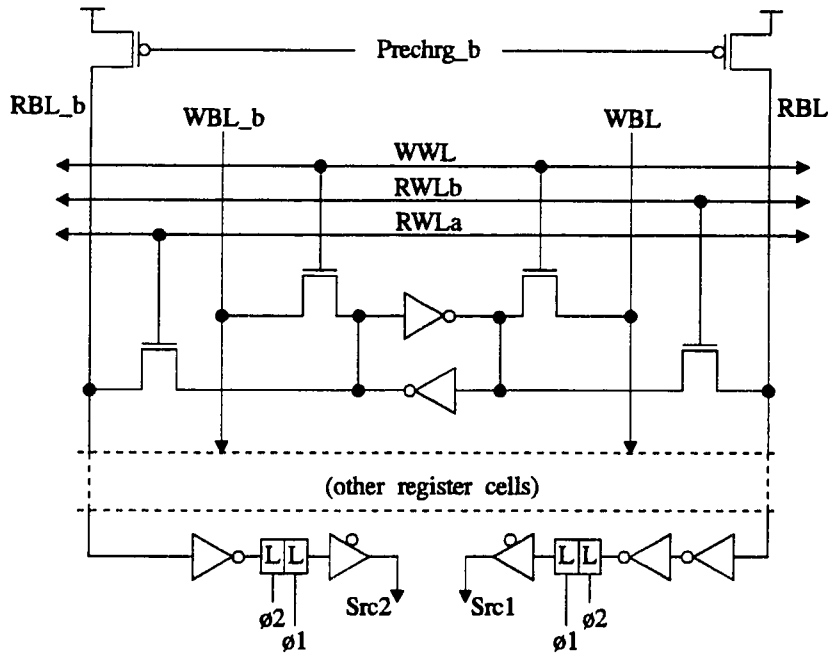 Prechrg_b
RBL_b
RBL
WBL_b
WBL
WWL
RWLb
RWLa
(other register cells)
L L
L L
Src2
Src1
ø2
ø1
ø1
ø2